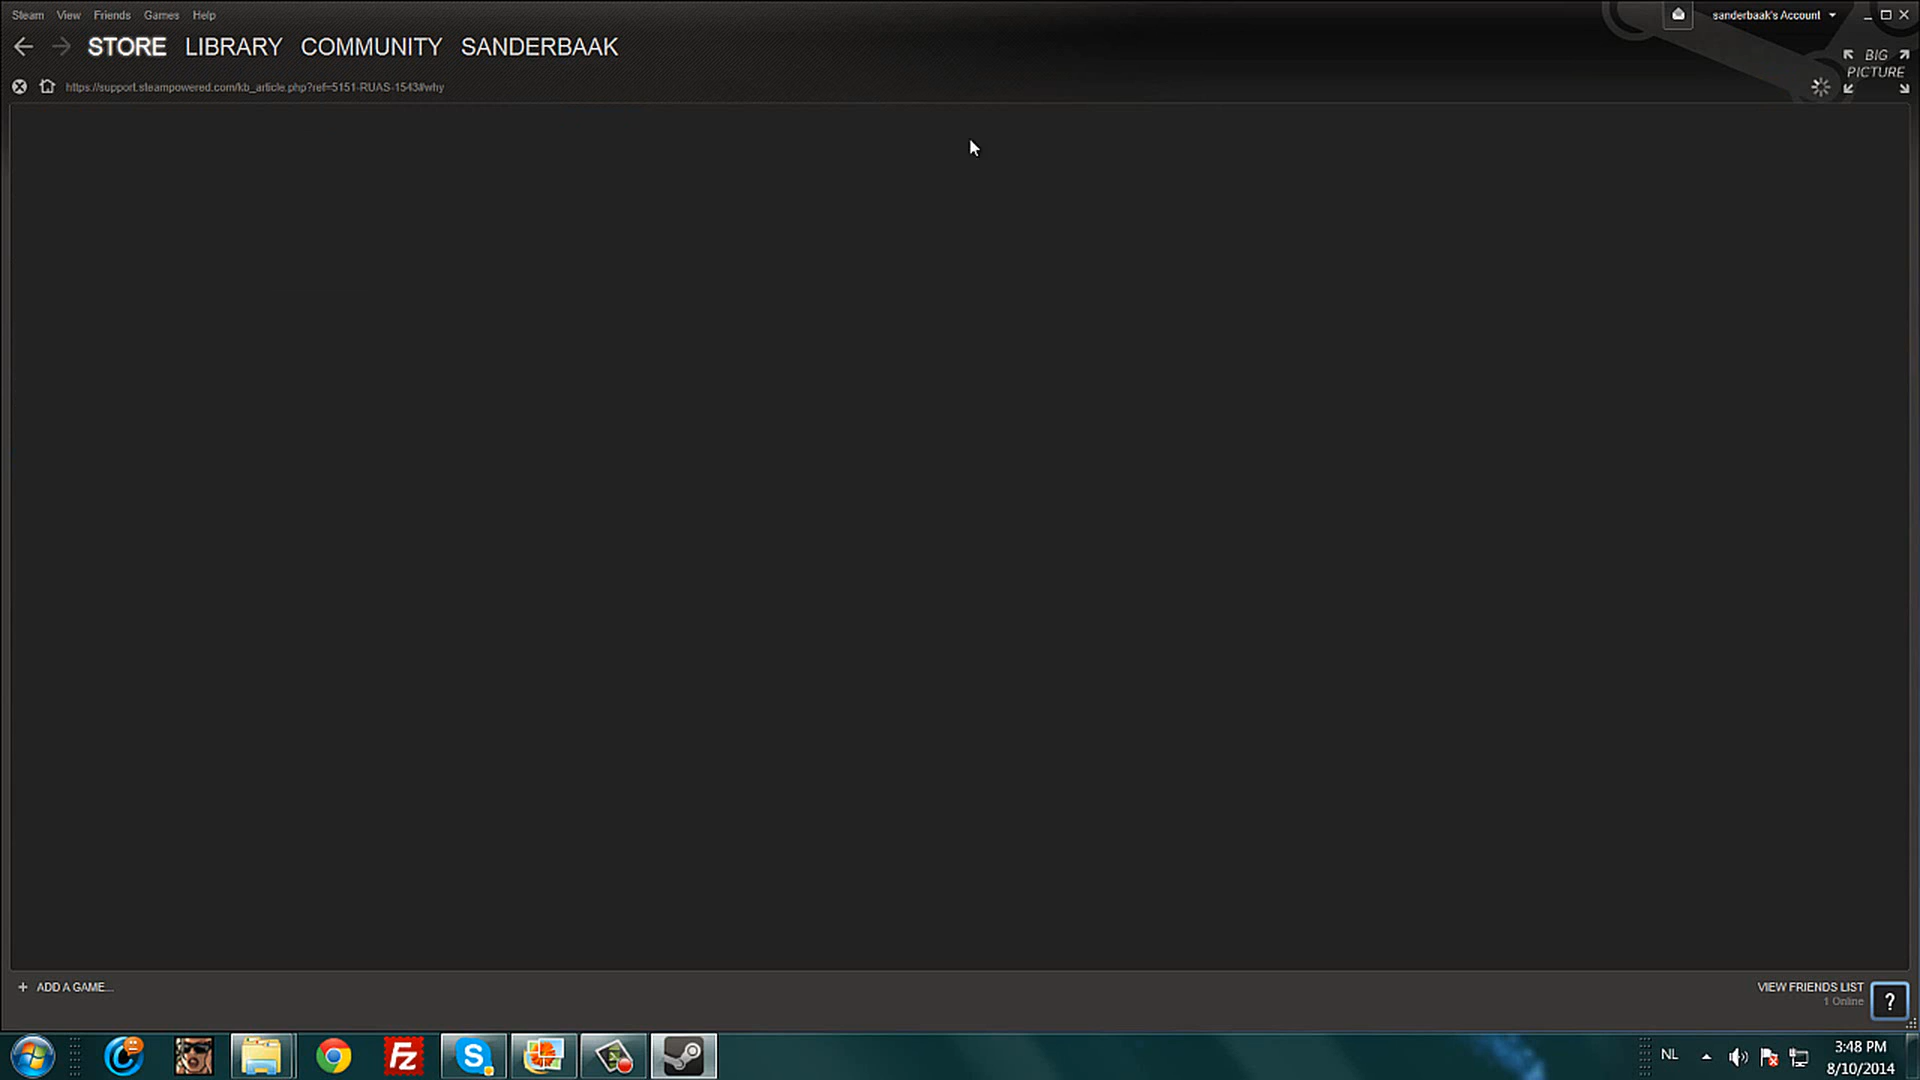 Steam View Friends Games Help
sanderbaak's Account
STORE LIBRARY COMMUNITY SANDERBAAK
BIG
PICTURE
https://support.steampowered.com/kb_article.php?ref=5151-RUAS-1543#why
+ ADD A GAME...
VIEW FRIENDS LIST
1 Online
?
NL
3:48 PM
8/10/2014